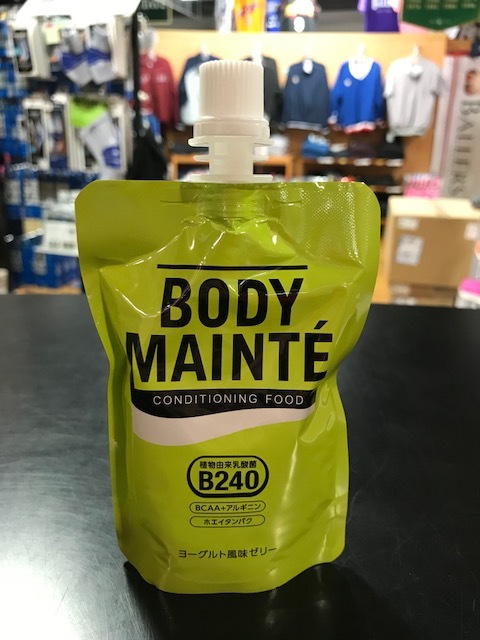 BODY
MAINTÉ
CONDITIONING FOOD
植物由来乳酸菌
B240
BCAA+アルギニン
ホエイタンパク
ヨーグルト風味ゼリー